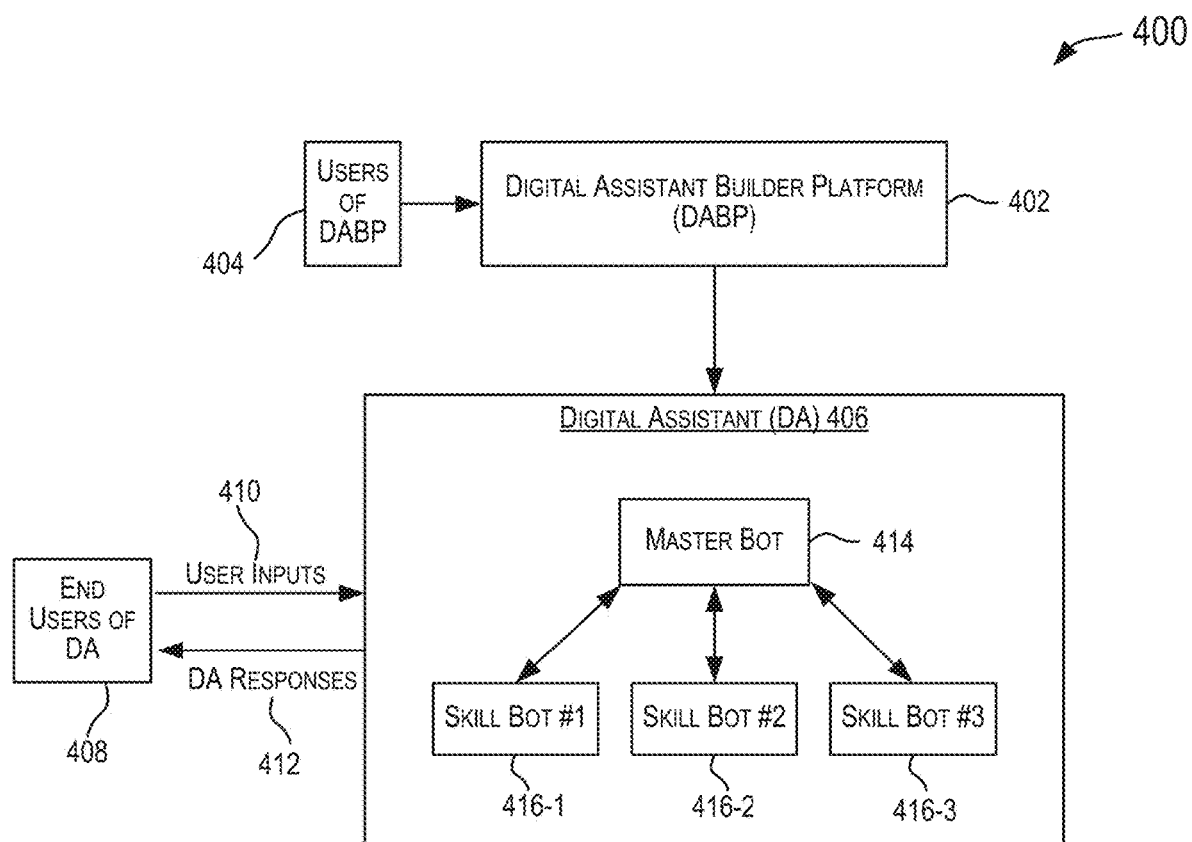 400
USERS
OF
DABP
404
DIGITAL ASSISTANT BUILDER PLATFORM
(DABP)
402
DIGITAL ASSISTANT (DA) 406
410
USER INPUTS
END
USERS OF
DA
408
DA RESPONSES
412
MASTER BOT
414
SKILL BOT #1
SKILL BOT #2
SKILL BOT #3
416-1
416-2
416-3